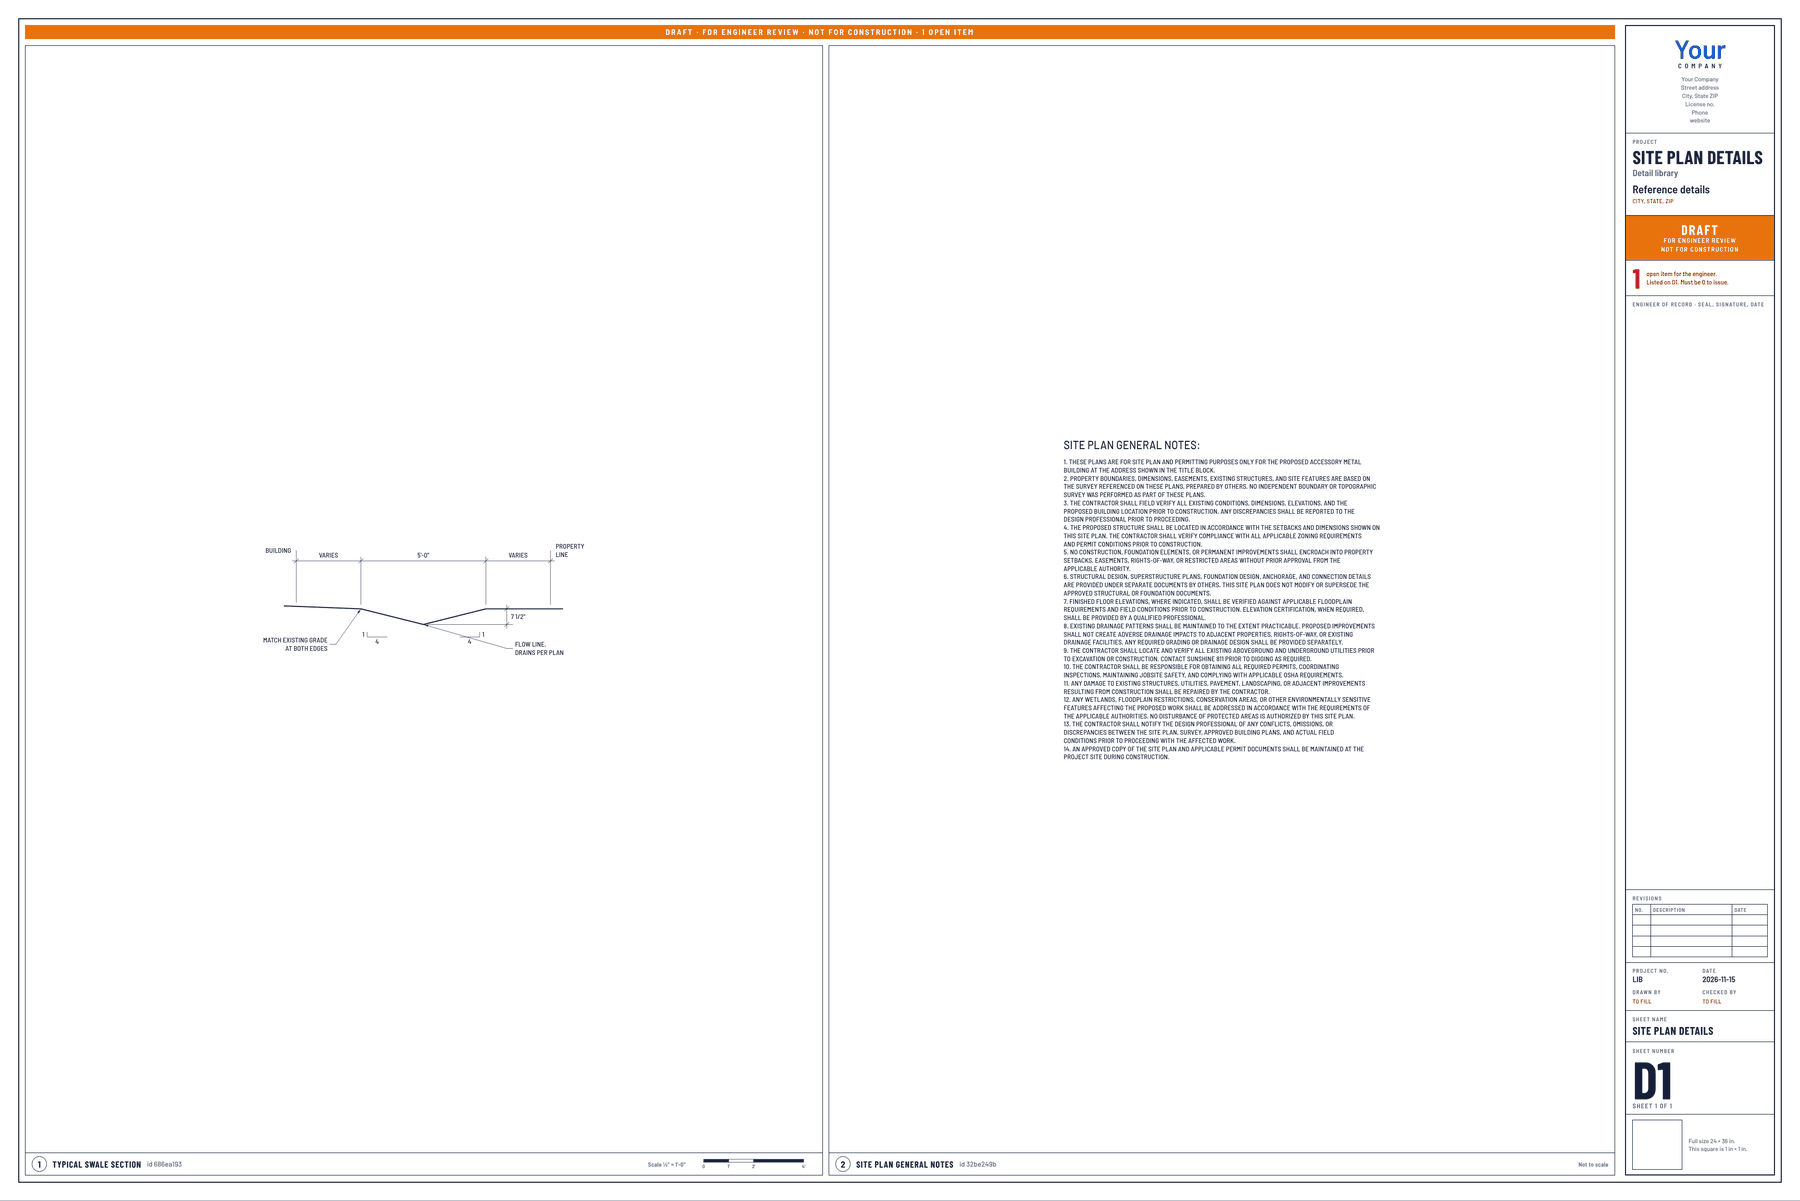 DRAFT · FOR ENGINEER REVIEW · NOT FOR CONSTRUCTION · 1 OPEN ITEM
BUILDING
VARIES
5'-0"
VARIES
PROPERTY
LINE
7 1/2"
1
4
1
4
MATCH EXISTING GRADE
AT BOTH EDGES
FLOW LINE,
DRAINS PER PLAN
1 TYPICAL SWALE SECTION id 686ea193
Scale ½" = 1'-0"
0 1' 2' 4'
SITE PLAN GENERAL NOTES:
1. THESE PLANS ARE FOR SITE PLAN AND PERMITTING PURPOSES ONLY FOR THE PROPOSED ACCESSORY METAL
BUILDING AT THE ADDRESS SHOWN IN THE TITLE BLOCK.
2. PROPERTY BOUNDARIES, DIMENSIONS, EASEMENTS, EXISTING STRUCTURES, AND SITE FEATURES ARE BASED ON
THE SURVEY REFERENCED ON THESE PLANS, PREPARED BY OTHERS. NO INDEPENDENT BOUNDARY OR TOPOGRAPHIC
SURVEY WAS PERFORMED AS PART OF THESE PLANS.
3. THE CONTRACTOR SHALL FIELD VERIFY ALL EXISTING CONDITIONS, DIMENSIONS, ELEVATIONS, AND THE
PROPOSED BUILDING LOCATION PRIOR TO CONSTRUCTION. ANY DISCREPANCIES SHALL BE REPORTED TO THE
DESIGN PROFESSIONAL PRIOR TO PROCEEDING.
4. THE PROPOSED STRUCTURE SHALL BE LOCATED IN ACCORDANCE WITH THE SETBACKS AND DIMENSIONS SHOWN ON
THIS SITE PLAN. THE CONTRACTOR SHALL VERIFY COMPLIANCE WITH ALL APPLICABLE ZONING REQUIREMENTS
AND PERMIT CONDITIONS PRIOR TO CONSTRUCTION.
5. NO CONSTRUCTION, FOUNDATION ELEMENTS, OR PERMANENT IMPROVEMENTS SHALL ENCROACH INTO PROPERTY
SETBACKS, EASEMENTS, RIGHTS-OF-WAY, OR RESTRICTED AREAS WITHOUT PRIOR APPROVAL FROM THE
APPLICABLE AUTHORITY.
6. STRUCTURAL DESIGN, SUPERSTRUCTURE PLANS, FOUNDATION DESIGN, ANCHORAGE, AND CONNECTION DETAILS
ARE PROVIDED UNDER SEPARATE DOCUMENTS BY OTHERS. THIS SITE PLAN DOES NOT MODIFY OR SUPERSEDE THE
APPROVED STRUCTURAL OR FOUNDATION DOCUMENTS.
7. FINISHED FLOOR ELEVATIONS, WHERE INDICATED, SHALL BE VERIFIED AGAINST APPLICABLE FLOODPLAIN
REQUIREMENTS AND FIELD CONDITIONS PRIOR TO CONSTRUCTION. ELEVATION CERTIFICATION, WHEN REQUIRED,
SHALL BE PROVIDED BY A QUALIFIED PROFESSIONAL.
8. EXISTING DRAINAGE PATTERNS SHALL BE MAINTAINED TO THE EXTENT PRACTICABLE. PROPOSED IMPROVEMENTS
SHALL NOT CREATE ADVERSE DRAINAGE IMPACTS TO ADJACENT PROPERTIES, RIGHTS-OF-WAY, OR EXISTING
DRAINAGE FACILITIES. ANY REQUIRED GRADING OR DRAINAGE DESIGN SHALL BE PROVIDED SEPARATELY.
9. THE CONTRACTOR SHALL LOCATE AND VERIFY ALL EXISTING ABOVEGROUND AND UNDERGROUND UTILITIES PRIOR
TO EXCAVATION OR CONSTRUCTION. CONTACT SUNSHINE 811 PRIOR TO DIGGING AS REQUIRED.
10. THE CONTRACTOR SHALL BE RESPONSIBLE FOR OBTAINING ALL REQUIRED PERMITS, COORDINATING
INSPECTIONS, MAINTAINING JOBSITE SAFETY, AND COMPLYING WITH APPLICABLE OSHA REQUIREMENTS.
11. ANY DAMAGE TO EXISTING STRUCTURES, UTILITIES, PAVEMENT, LANDSCAPING, OR ADJACENT IMPROVEMENTS
RESULTING FROM CONSTRUCTION SHALL BE REPAIRED BY THE CONTRACTOR.
12. ANY WETLANDS, FLOODPLAIN RESTRICTIONS, CONSERVATION AREAS, OR OTHER ENVIRONMENTALLY SENSITIVE
FEATURES AFFECTING THE PROPOSED WORK SHALL BE ADDRESSED IN ACCORDANCE WITH THE REQUIREMENTS OF
THE APPLICABLE AUTHORITIES. NO DISTURBANCE OF PROTECTED AREAS IS AUTHORIZED BY THIS SITE PLAN.
13. THE CONTRACTOR SHALL NOTIFY THE DESIGN PROFESSIONAL OF ANY CONFLICTS, OMISSIONS, OR
DISCREPANCIES BETWEEN THE SITE PLAN, SURVEY, APPROVED BUILDING PLANS, AND ACTUAL FIELD
CONDITIONS PRIOR TO PROCEEDING WITH THE AFFECTED WORK.
14. AN APPROVED COPY OF THE SITE PLAN AND APPLICABLE PERMIT DOCUMENTS SHALL BE MAINTAINED AT THE
PROJECT SITE DURING CONSTRUCTION.
2 SITE PLAN GENERAL NOTES id 32be249b
Not to scale
Your
COMPANY
Your Company
Street address
City, State ZIP
License no.
Phone
website
PROJECT
SITE PLAN DETAILS
Detail library
Reference details
CITY, STATE, ZIP
DRAFT
FOR ENGINEER REVIEW
NOT FOR CONSTRUCTION
1 open item for the engineer.
Listed on D1. Must be 0 to issue.
ENGINEER OF RECORD · SEAL, SIGNATURE, DATE
REVISIONS
NO. DESCRIPTION DATE
PROJECT NO. DATE
LIB 2026-11-15
DRAWN BY CHECKED BY
TO FILL TO FILL
SHEET NAME
SITE PLAN DETAILS
SHEET NUMBER
D1
SHEET 1 OF 1
Full size 24 × 36 in.
This square is 1 in × 1 in.